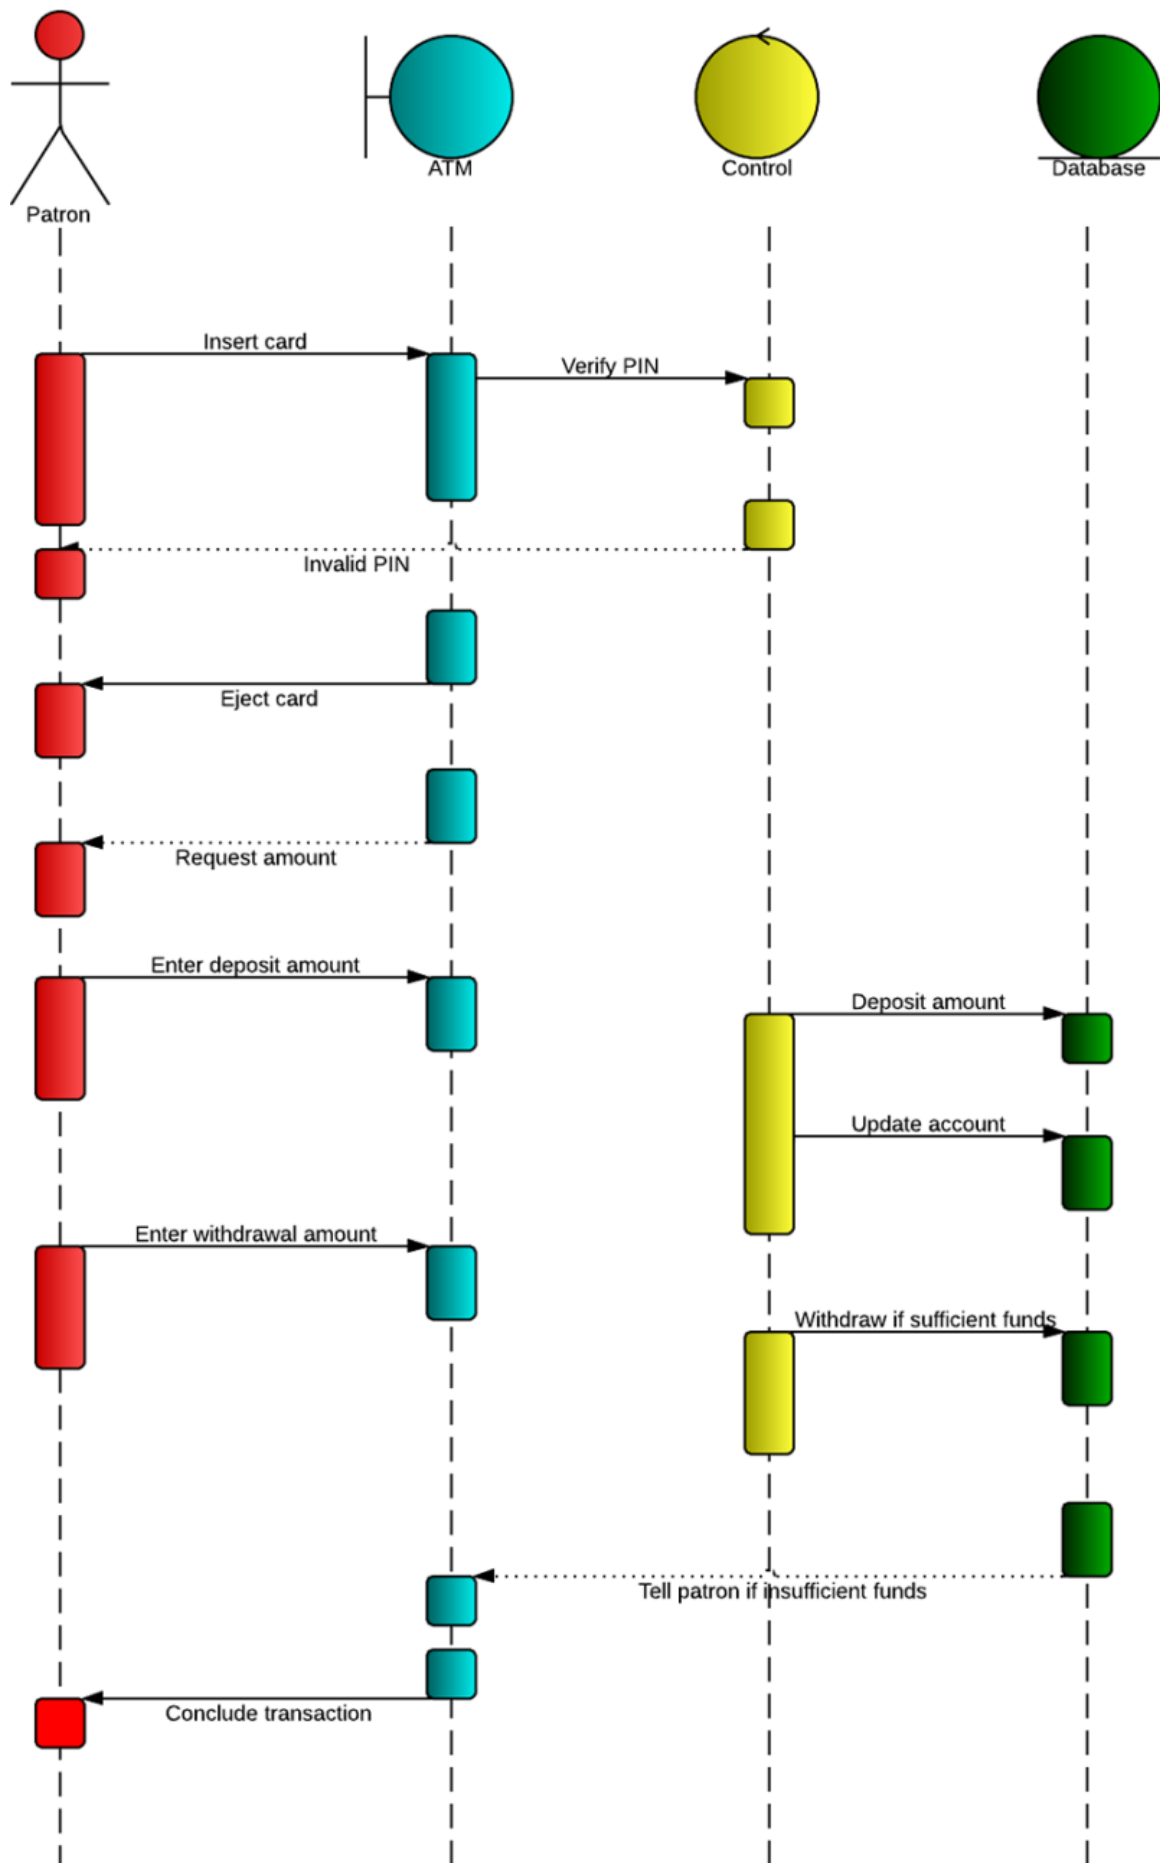 ATM
Control
Database
Patron
Insert card
Verify PIN
Invalid PIN
Eject card
Request amount
Enter deposit amount
Deposit amount
Update account
Enter withdrawal amount
Withdraw if sufficient funds
Tell patron if insufficient funds
Conclude transaction